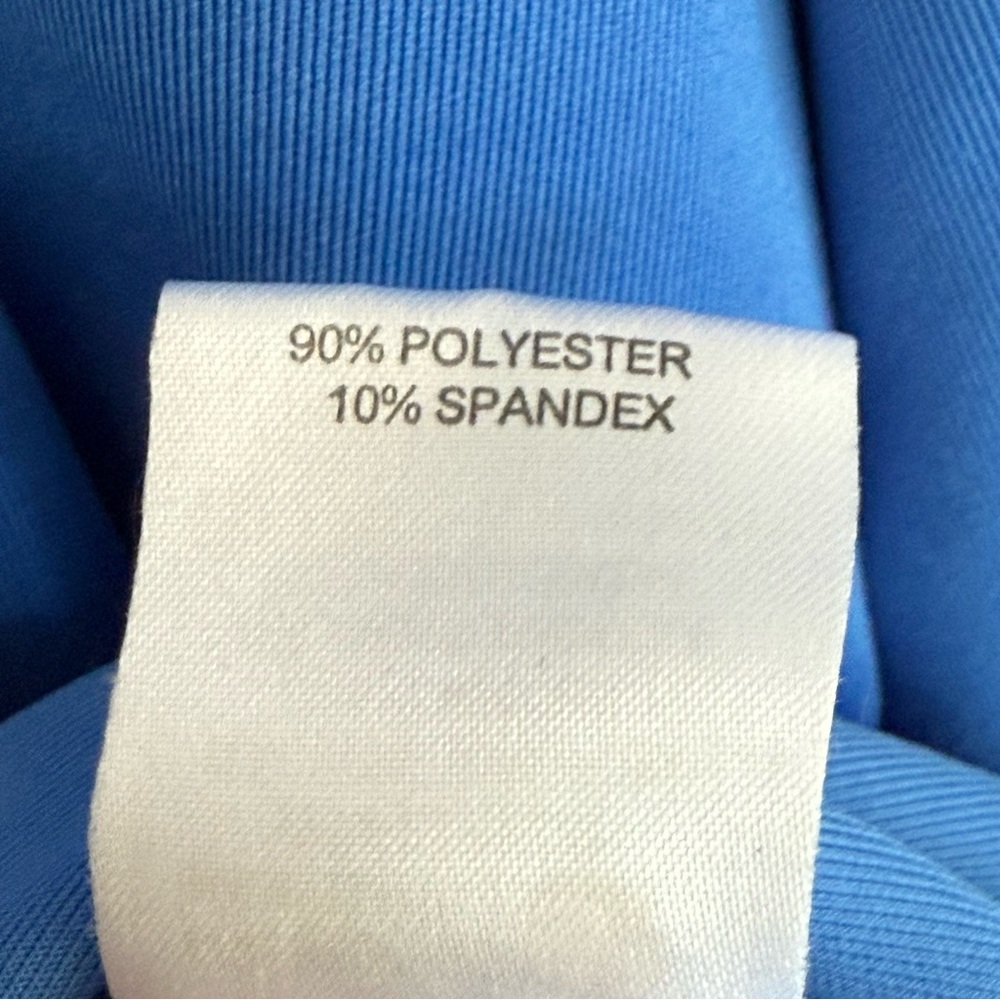 90% POLYESTER
10% SPANDEX